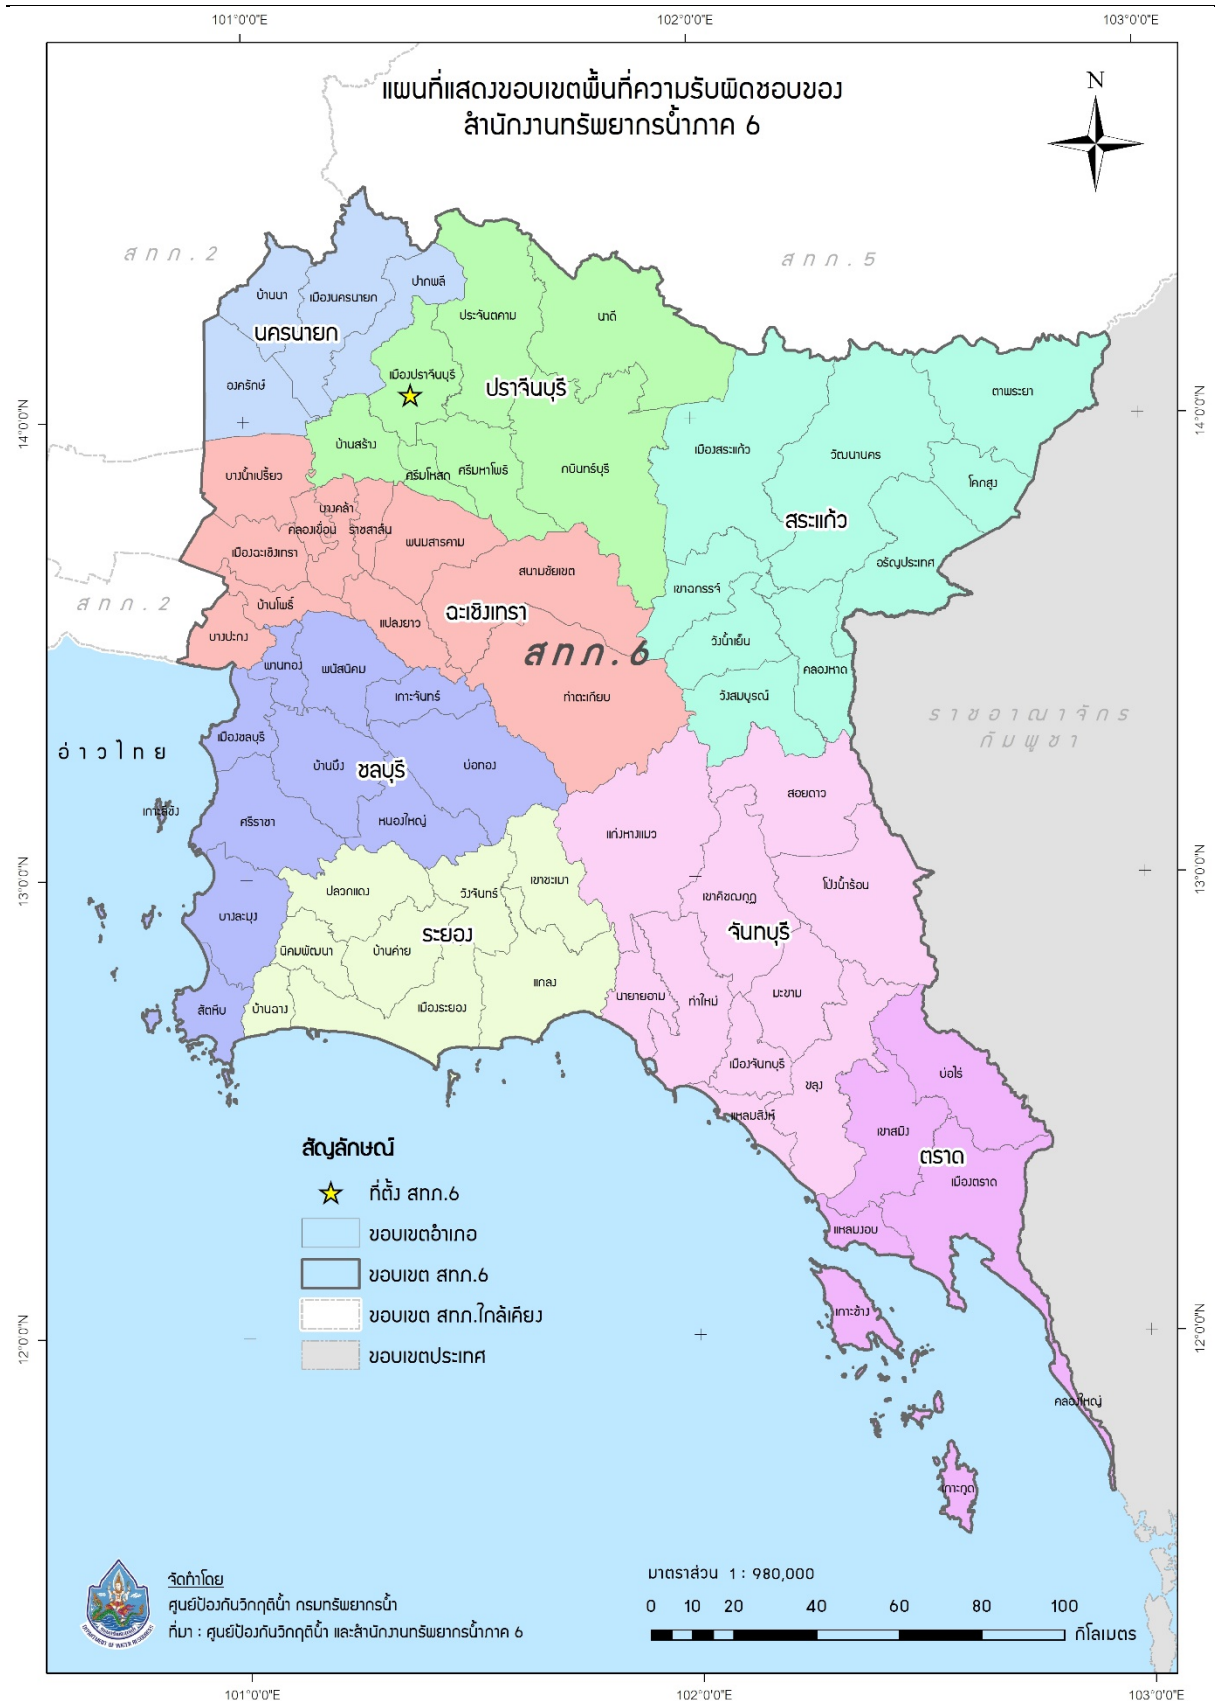 101°0'0"E 102°0'0"E 103°0'0"E
แผนที่แสดงขอบเขตพื้นที่ความรับผิดชอบของ
สำนักงานทรัพยากรน้ำภาค 6
N
สทภ.2
สทภ.5
ปากพลี
บ้านนา
เมืองนครนายก
ประจันตคาม
นาดี
นครนายก
องครักษ์
เมืองปราจีนบุรี
ปราจีนบุรี
ตาพระยา
14°0'0"N
14°0'0"N
บ้านสร้าง
เมืองสระแก้ว
วัฒนานคร
บางน้ำเปรี้ยว
ศรีมโหสถ
ศรีมหาโพธิ
กบินทร์บุรี
โคกสูง
บางคล้า
คลองเขื่อน
ราชสาส์น
สระแก้ว
เมืองฉะเชิงเทรา
พนมสารคาม
สนามชัยเขต
อรัญประเทศ
เขาฉกรรจ์
สทภ.2
บ้านโพธิ์
แปลงยาว
ฉะเชิงเทรา
บางปะกง
วังน้ำเย็น
สทภ.6
พานทอง
พนัสนิคม
คลองหาด
เกาะจันทร์
ท่าตะเกียบ
วังสมบูรณ์
ราชอาณาจักร
กัมพูชา
เมืองชลบุรี
อ่าวไทย
บ้านบึง
ชลบุรี
บ่อทอง
สอยดาว
เกาะสีชัง
ศรีราชา
หนองใหญ่
แก่งหางแมว
13°0'0"N
13°0'0"N
ปลวกแดง
วังจันทร์
เขาชะเมา
เขาคิชฌกูฏ
โป่งน้ำร้อน
บางละมุง
ระยอง
จันทบุรี
นิคมพัฒนา
บ้านค่าย
แกลง
นายายอาม
ท่าใหม่
มะขาม
สัตหีบ
บ้านฉาง
เมืองระยอง
เมืองจันทบุรี
ขลุง
บ่อไร่
แหลมสิงห์
เขาสมิง
ตราด
เมืองตราด
แหลมงอบ
สัญลักษณ์
ที่ตั้ง สทภ.6
ขอบเขตอำเภอ
ขอบเขต สทภ.6
ขอบเขต สทภ.ใกล้เคียง
ขอบเขตประเทศ
เกาะช้าง
12°0'0"N
12°0'0"N
คลองใหญ่
เกาะกูด
จัดทำโดย
ศูนย์ป้องกันวิกฤติน้ำ กรมทรัพยากรน้ำ
ที่มา : ศูนย์ป้องกันวิกฤติน้ำ และสำนักงานทรัพยากรน้ำภาค 6
DEPARTMENT OF WATER RESOURCES
มาตราส่วน 1 : 980,000
0 10 20 40 60 80 100
กิโลเมตร
101°0'0"E 102°0'0"E 103°0'0"E